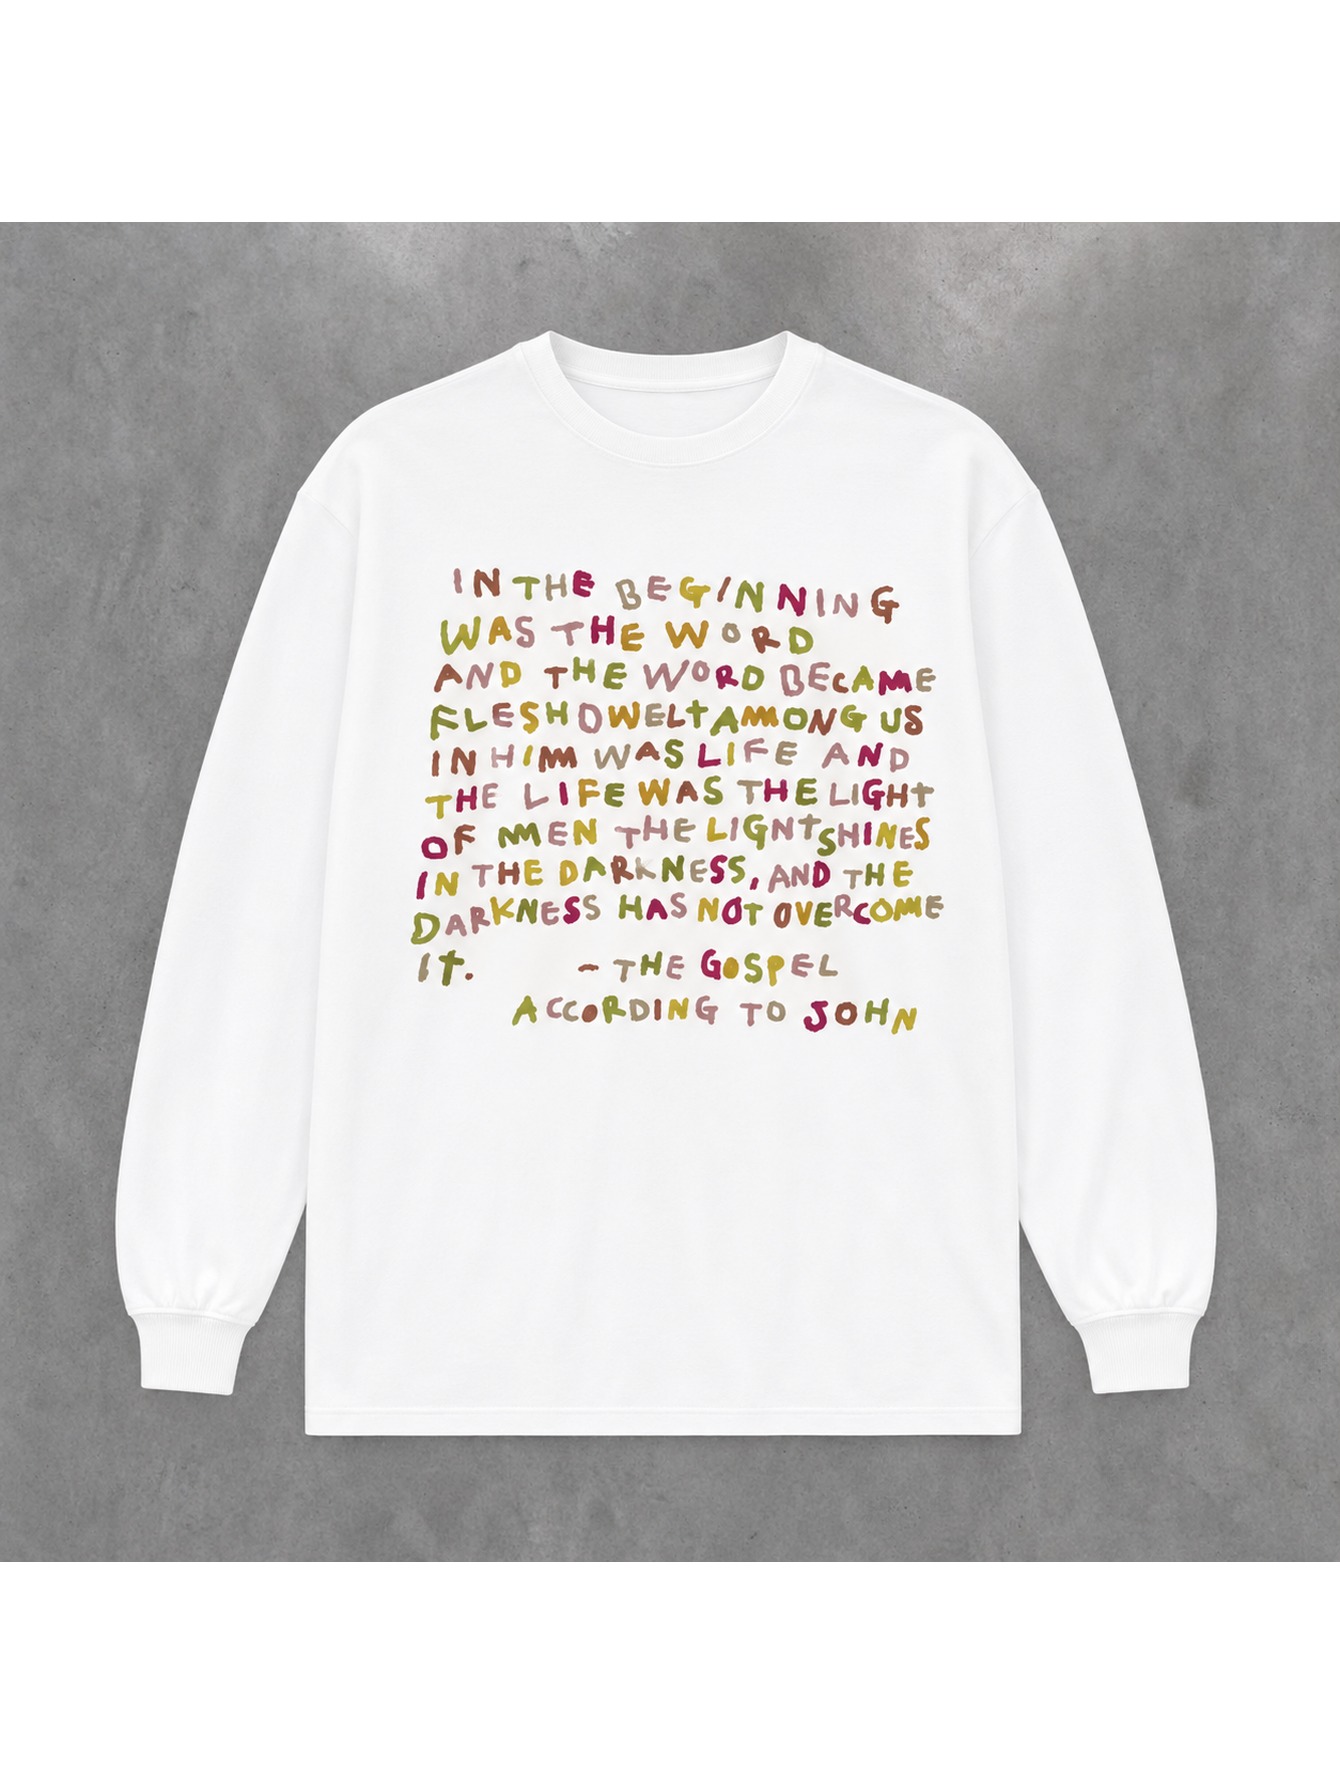 IN THE BEGINNING
WAS THE WORD
AND THE WORD BECAME
FLESH DWELT AMONG US
IN HIM WAS LIFE AND
THE LIFE WAS THE LIGHT
OF MEN THE LIGNT SHINES
IN THE DARKNESS, AND THE
DARKNESS HAS NOT OVERCOME
IT. - THE GOSPEL
ACCORDING TO JOHN